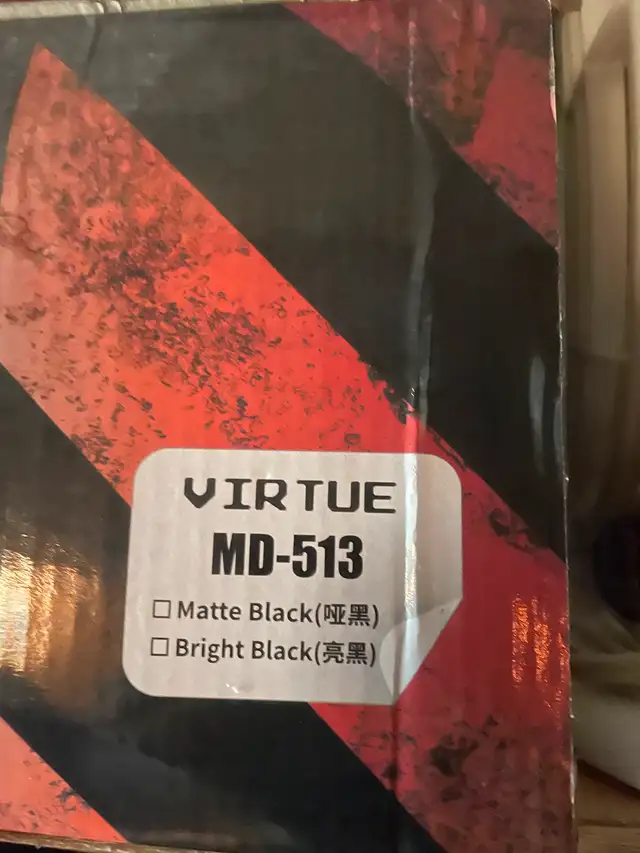 VIRTUE
MD-513
☐ Matte Black(哑黑)
☐ Bright Black(亮黑)